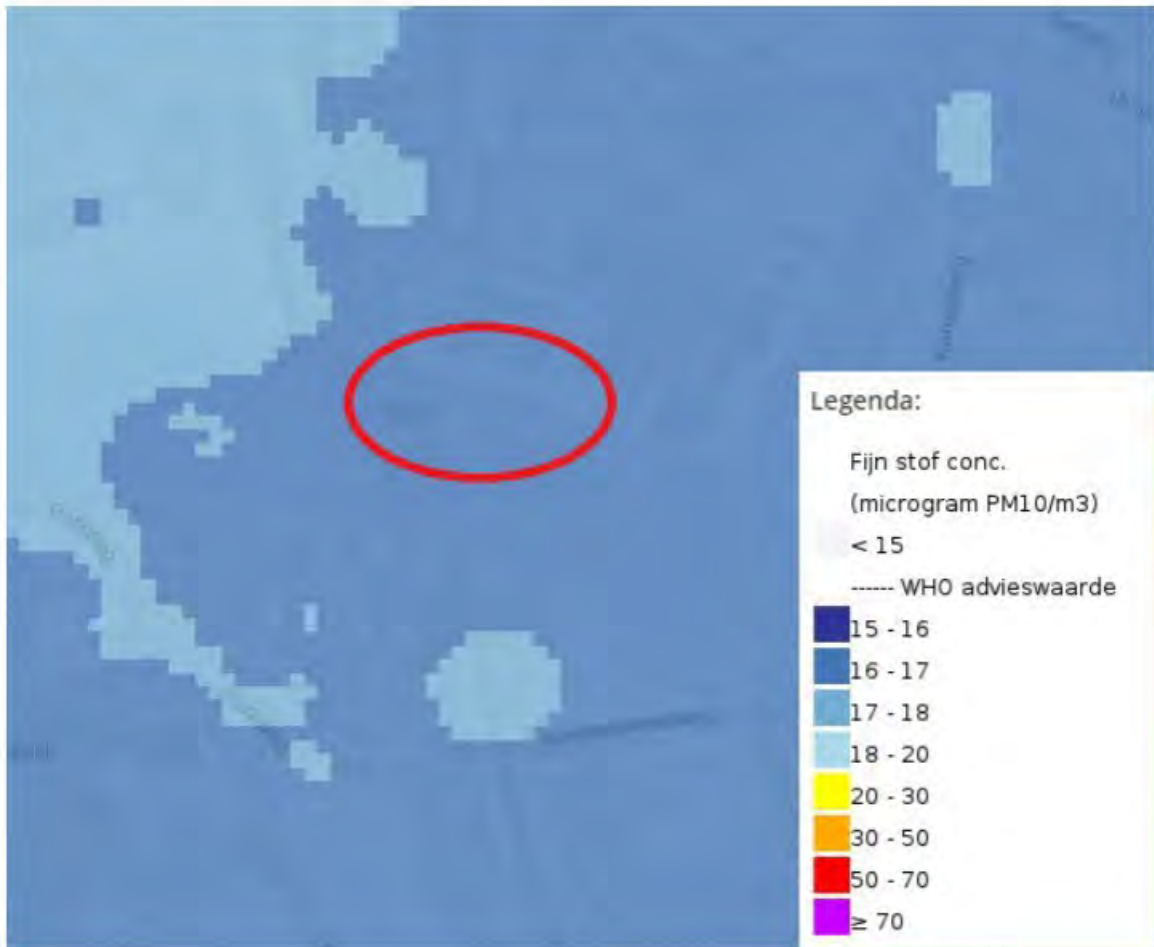 Legenda:
Fijn stof conc.
(microgram PM10/m3)
< 15
------ WHO advieswaarde
15 - 16
16 - 17
17 - 18
18 - 20
20 - 30
30 - 50
50 - 70
≥ 70